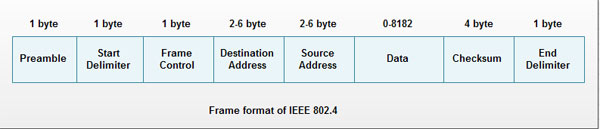 1 byte 1 byte 1 byte 2-6 byte 2-6 byte 0-8182 4 byte 1 byte
Preamble Start Delimiter Frame Control Destination Address Source Address Data Checksum End Delimiter
Frame format of IEEE 802.4